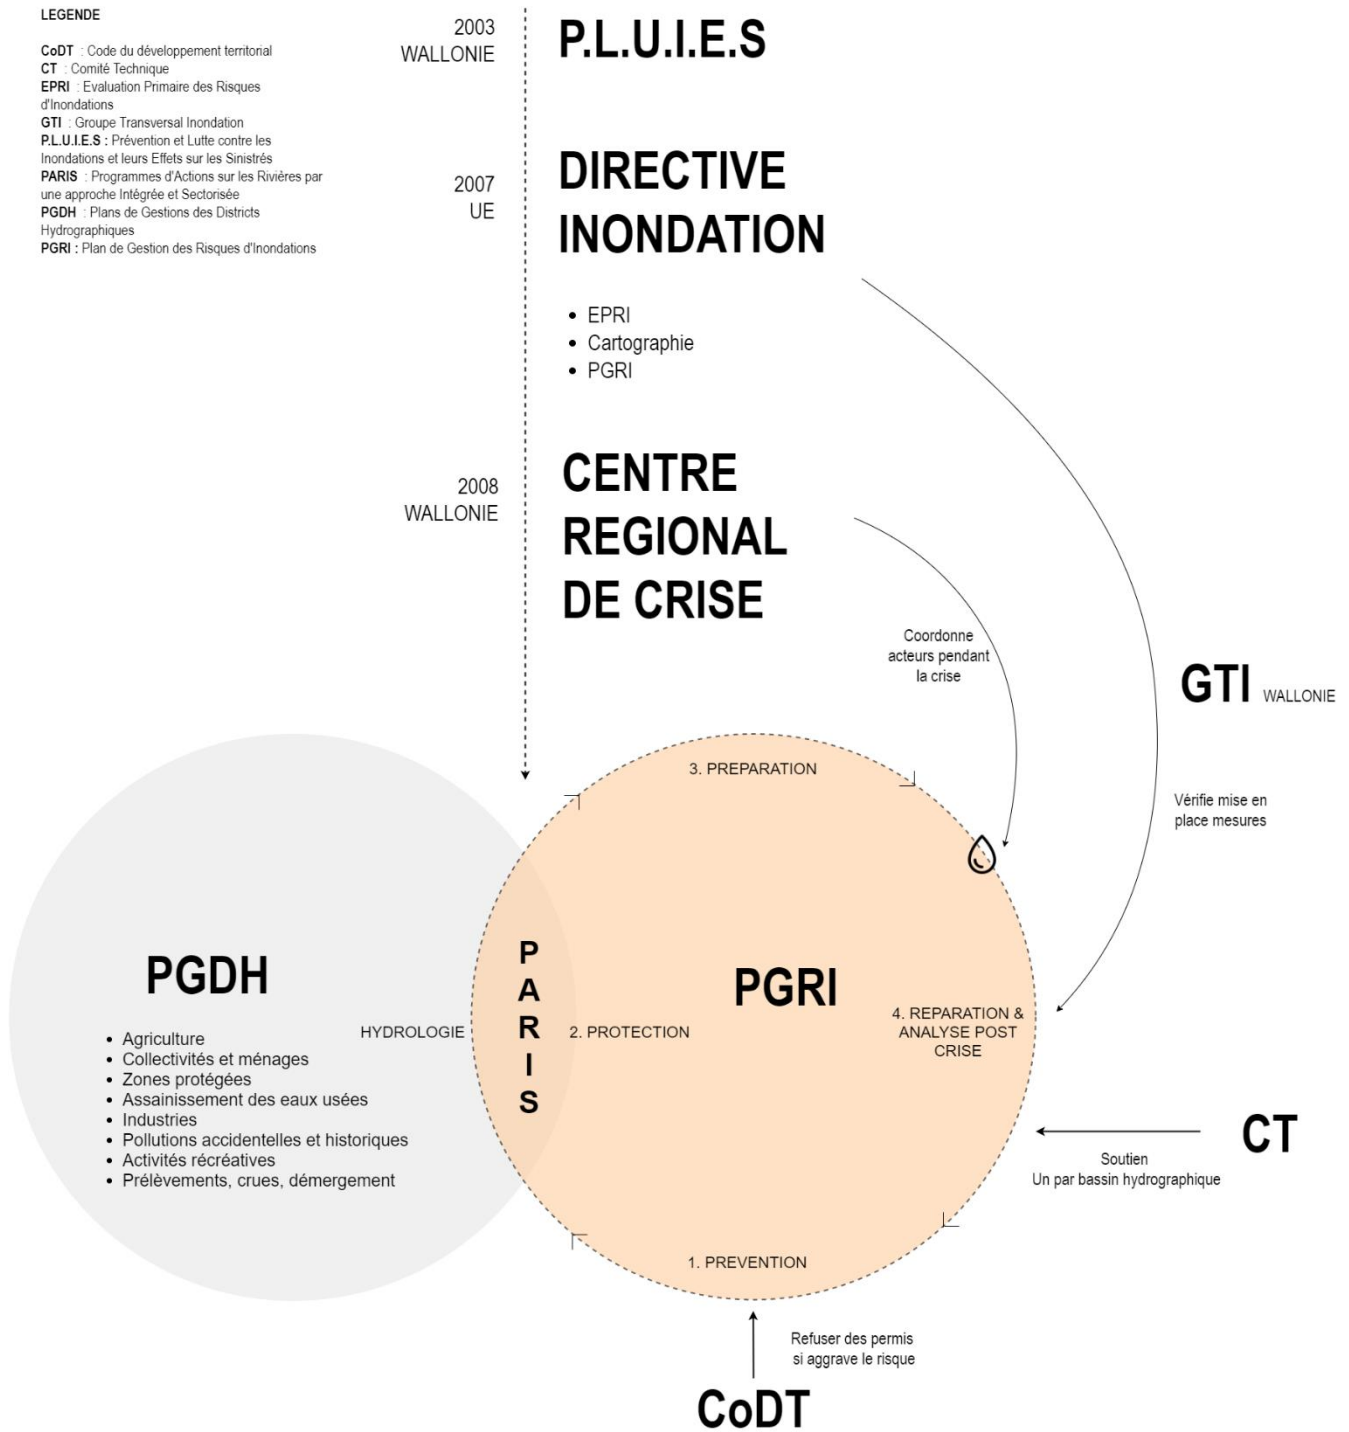 LEGENDE
CoDT : Code du développement territorial
CT : Comité Technique
EPRI : Evaluation Primaire des Risques
d'Inondations
GTI : Groupe Transversal Inondation
P.L.U.I.E.S : Prévention et Lutte contre les
Inondations et leurs Effets sur les Sinistrés
PARIS : Programmes d'Actions sur les Rivières par
une approche Intégrée et Sectorisée
PGDH : Plans de Gestions des Districts
Hydrographiques
PGRI : Plan de Gestion des Risques d'Inondations
2003
WALLONIE
P.L.U.I.E.S
2007
UE
DIRECTIVE
INONDATION
• EPRI
• Cartographie
• PGRI
2008
WALLONIE
CENTRE
REGIONAL
DE CRISE
Coordonne
acteurs pendant
la crise
GTI WALLONIE
Vérifie mise en
place mesures
3. PREPARATION
PGDH
• Agriculture
• Collectivités et ménages
• Zones protégées
• Assainissement des eaux usées
• Industries
• Pollutions accidentelles et historiques
• Activités récréatives
• Prélèvements, crues, démergement
HYDROLOGIE
P
A
R
I
S
2. PROTECTION
PGRI
4. REPARATION &
ANALYSE POST
CRISE
CT
Soutien
Un par bassin hydrographique
1. PREVENTION
Refuser des permis
si aggrave le risque
CoDT